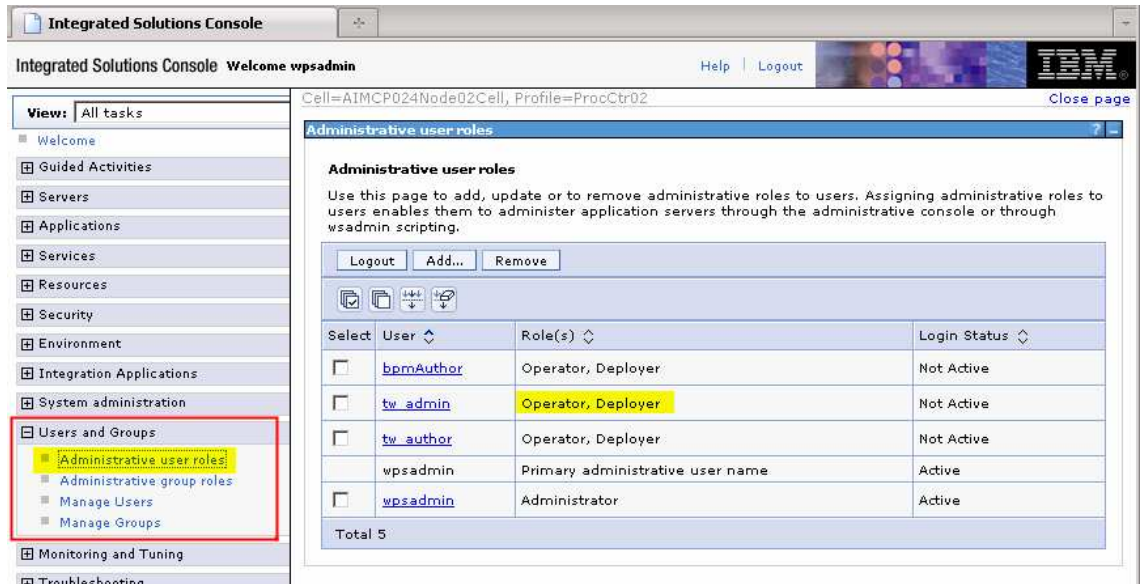 Integrated Solutions Console
Integrated Solutions Console Welcome wpsadmin
Help | Logout
IBM®
View: All tasks
Welcome
Guided Activities
Servers
Applications
Services
Resources
Security
Environment
Integration Applications
System administration
Users and Groups
Administrative user roles
Administrative group roles
Manage Users
Manage Groups
Monitoring and Tuning
Troubleshooting
Cell=AIMCP024Node02Cell, Profile=ProcCtr02
Close page
Administrative user roles
? -
Administrative user roles
Use this page to add, update or to remove administrative roles to users. Assigning administrative roles to
users enables them to administer application servers through the administrative console or through
wsadmin scripting.
Logout Add... Remove
Select User Role(s) Login Status
bpmAuthor Operator, Deployer Not Active
tw_admin Operator, Deployer Not Active
tw_author Operator, Deployer Not Active
wpsadmin Primary administrative user name Active
wpsadmin Administrator Active
Total 5